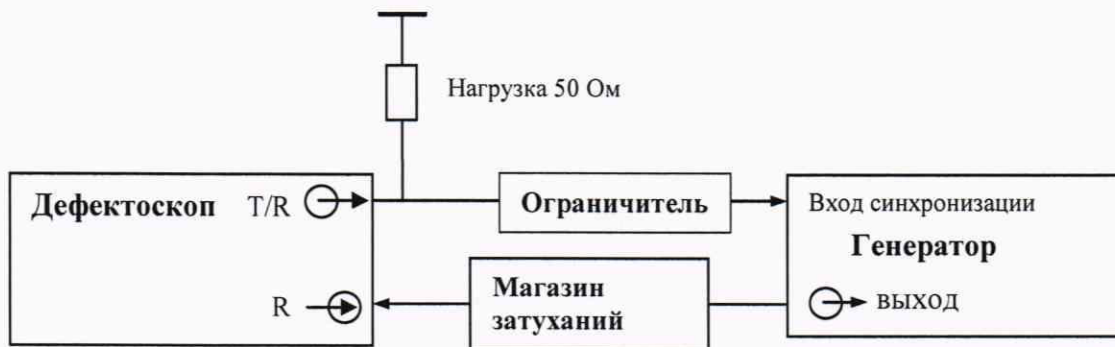 Нагрузка 50 Ом
Дефектоскоп T/R
Ограничитель
Вход синхронизации
Генератор
R
Магазин
затуханий
выход